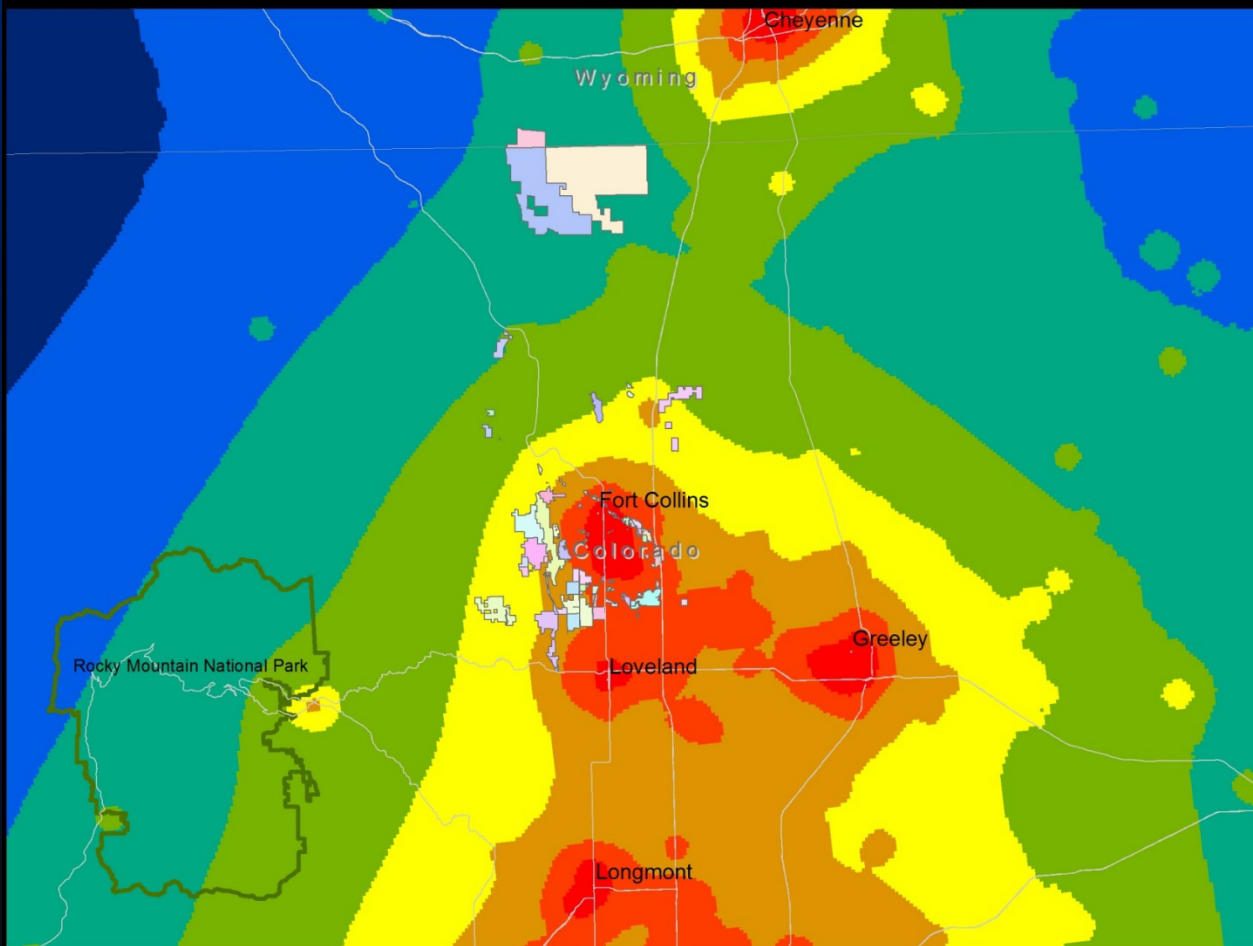 Cheyenne
Wyoming
Fort Collins
Colorado
Greeley
Rocky Mountain National Park
Loveland
Longmont